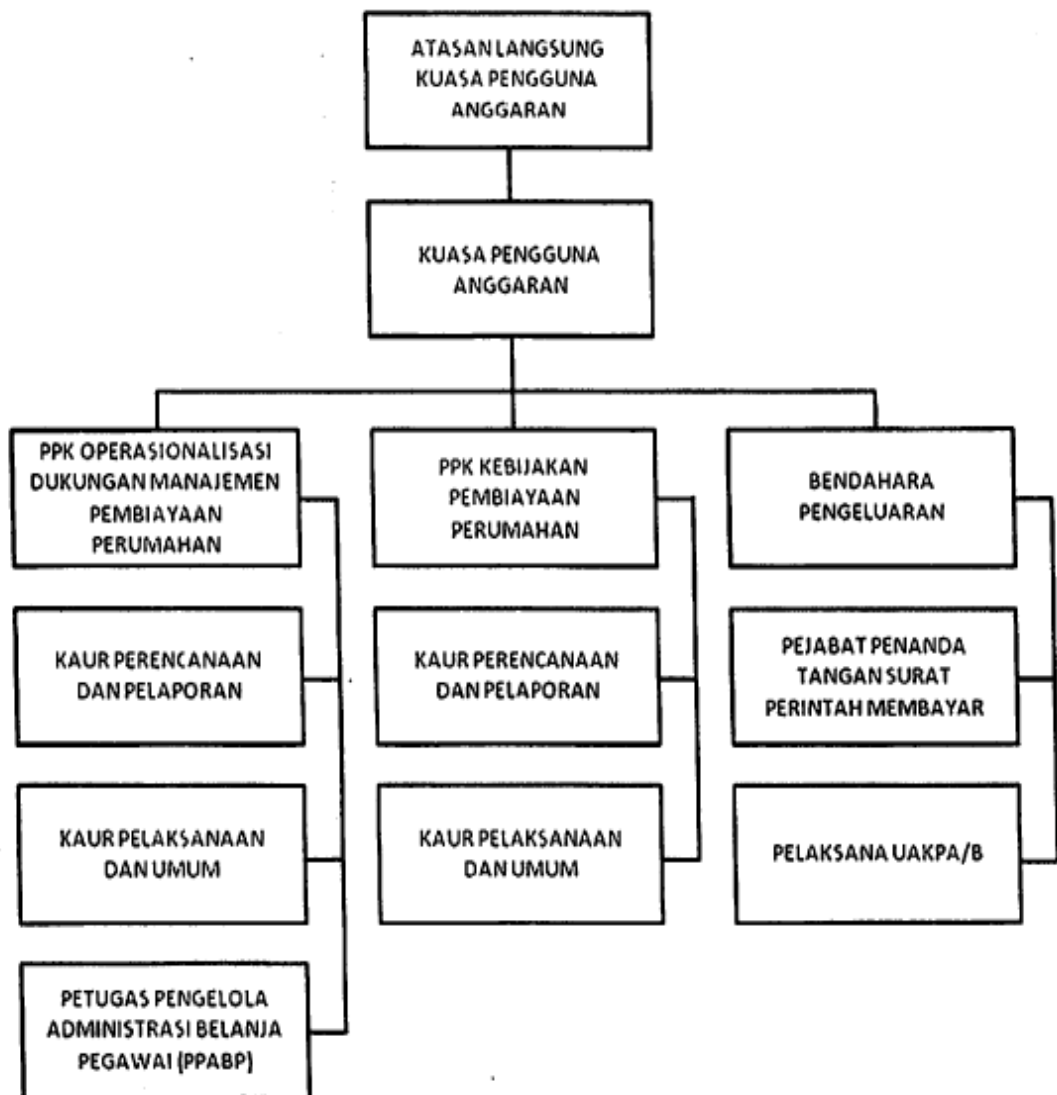 ATASAN LANGSUNG
KUASA PENGGUNA
ANGGARAN
KUASA PENGGUNA
ANGGARAN
PPK OPERASIONALISASI
DUKUNGAN MANAJEMEN
PEMBIAYAAN
PERUMAHAN
PPK KEBIJAKAN
PEMBIAYAAN
PERUMAHAN
BENDAHARA
PENGELUARAN
KAUR PERENCANAAN
DAN PELAPORAN
KAUR PERENCANAAN
DAN PELAPORAN
PEJABAT PENANDA
TANGAN SURAT
PERINTAH MEMBAYAR
KAUR PELAKSANAAN
DAN UMUM
KAUR PELAKSANAAN
DAN UMUM
PELAKSANA UAKPA/B
PETUGAS PENGELOLA
ADMINISTRASI BELANJA
PEGAWAI (PPABP)